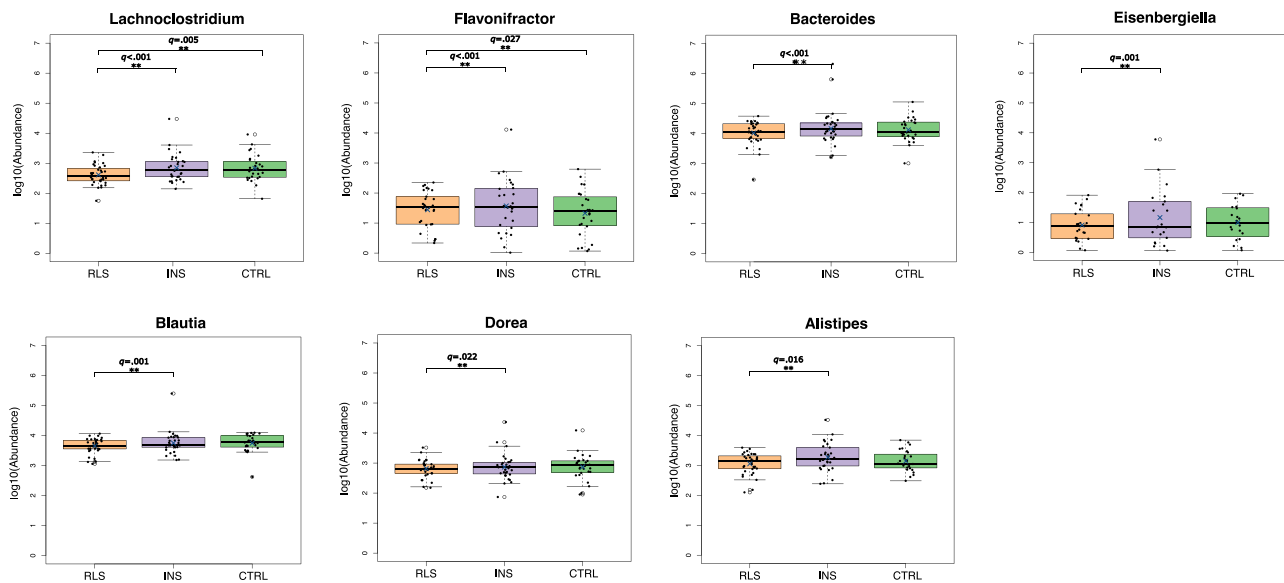 Lachnoclostridium
q=.005
**
q<.001
**
log10(Abundance)
7
6
5
4
3
2
1
0
RLS INS CTRL
Flavonifractor
q=.027
**
q<.001
**
log10(Abundance)
7
6
5
4
3
2
1
0
RLS INS CTRL
Bacteroides
q<.001
**
log10(Abundance)
7
6
5
4
3
2
1
0
RLS INS CTRL
Eisenbergiella
q=.001
**
log10(Abundance)
7
6
5
4
3
2
1
0
RLS INS CTRL
Blautia
q=.001
**
log10(Abundance)
7
6
5
4
3
2
1
0
RLS INS CTRL
Dorea
q=.022
**
log10(Abundance)
7
6
5
4
3
2
1
0
RLS INS CTRL
Alistipes
q=.016
**
log10(Abundance)
7
6
5
4
3
2
1
0
RLS INS CTRL